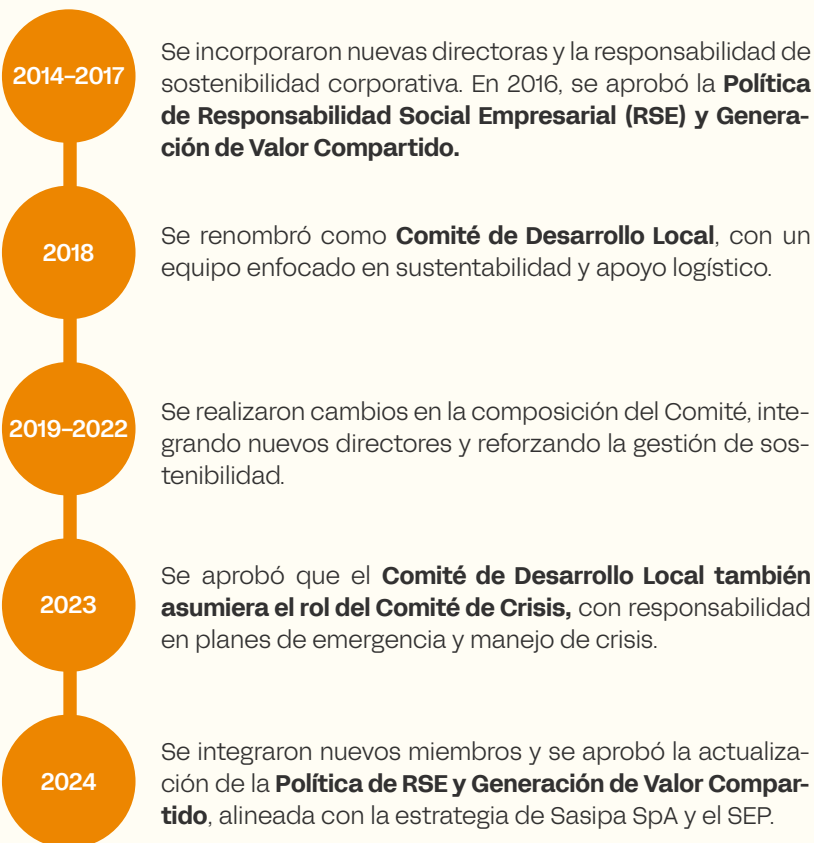 2014–2017
Se incorporaron nuevas directoras y la responsabilidad de
sostenibilidad corporativa. En 2016, se aprobó la Política
de Responsabilidad Social Empresarial (RSE) y Genera-
ción de Valor Compartido.
2018
Se renombró como Comité de Desarrollo Local, con un
equipo enfocado en sustentabilidad y apoyo logístico.
2019–2022
Se realizaron cambios en la composición del Comité, inte-
grando nuevos directores y reforzando la gestión de sos-
tenibilidad.
2023
Se aprobó que el Comité de Desarrollo Local también
asumiera el rol del Comité de Crisis, con responsabilidad
en planes de emergencia y manejo de crisis.
2024
Se integraron nuevos miembros y se aprobó la actualiza-
ción de la Política de RSE y Generación de Valor Compar-
tido, alineada con la estrategia de Sasipa SpA y el SEP.